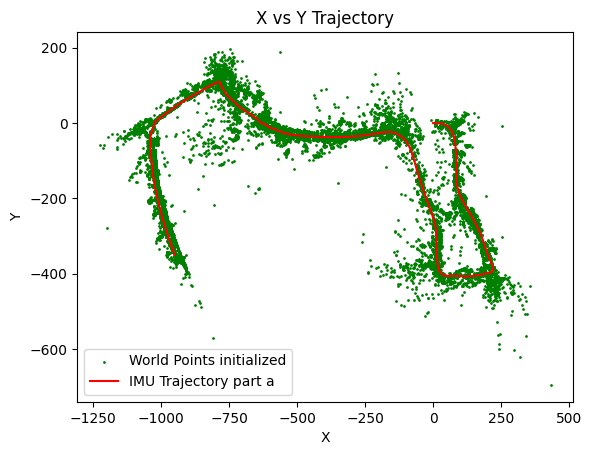 X vs Y Trajectory
200
0
−200
−400
−600
Y
World Points initialized
IMU Trajectory part a
−1250 −1000 −750 −500 −250 0 250 500
X